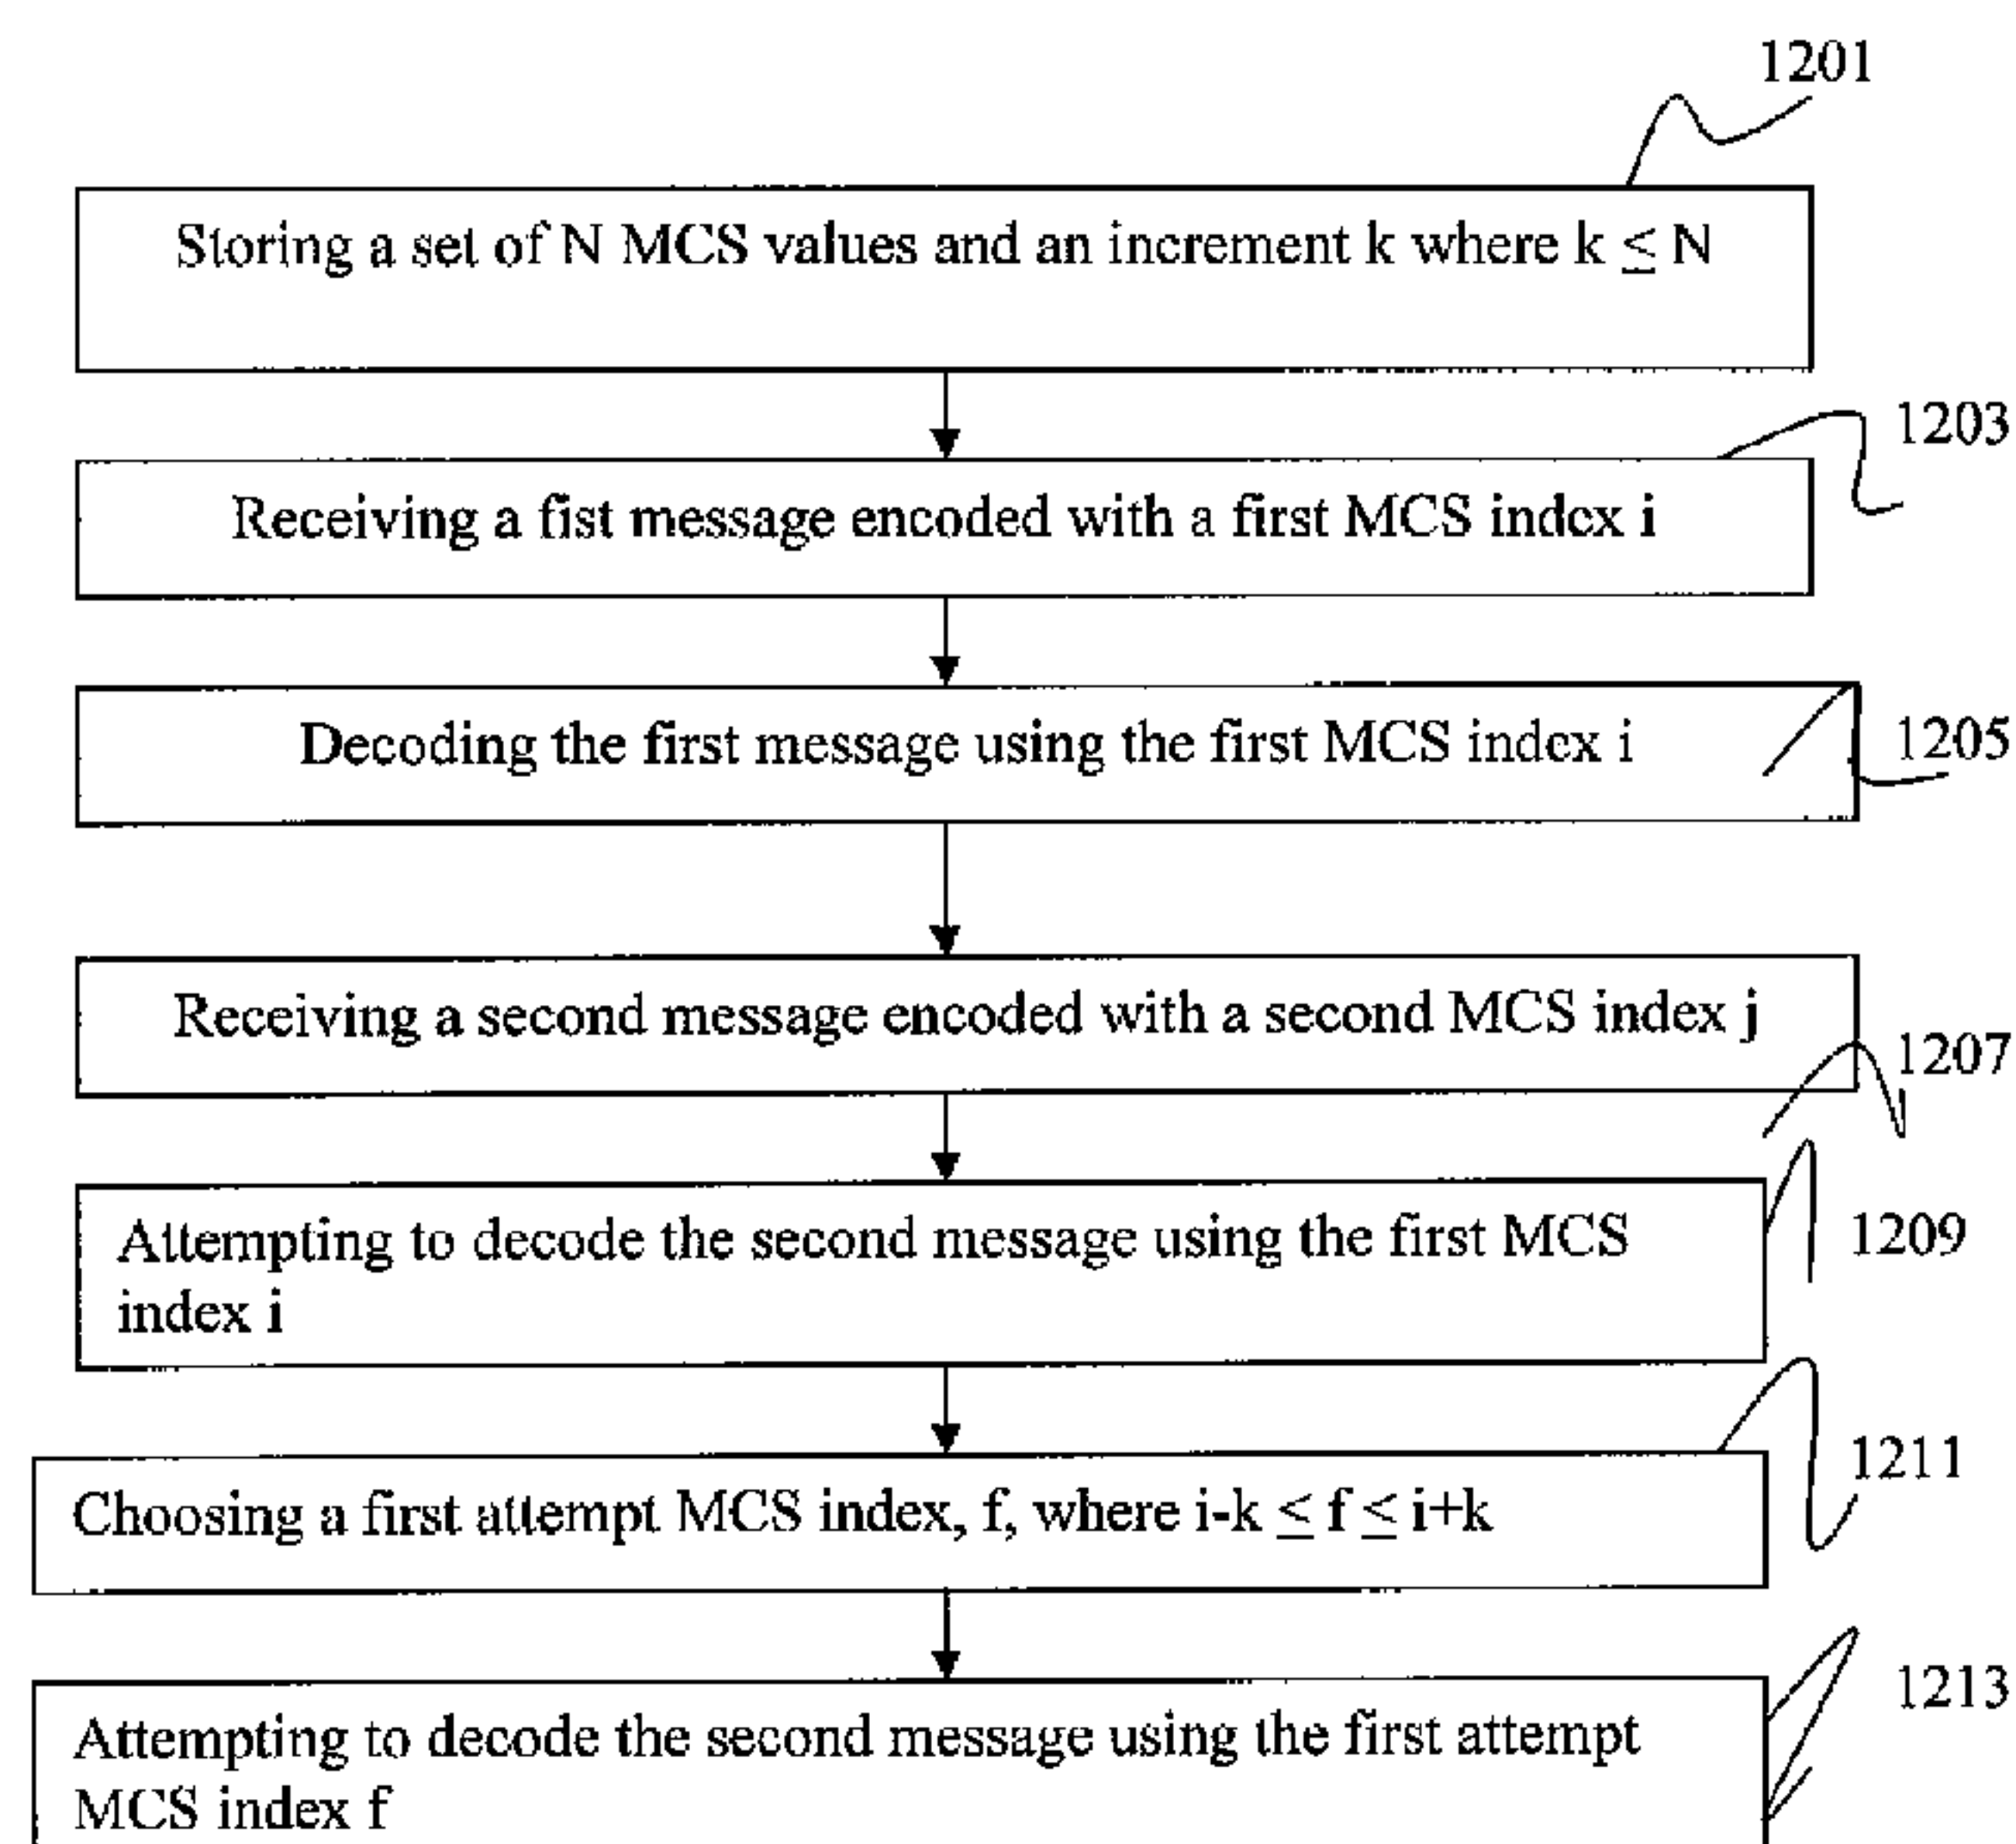 1201
Storing a set of N MCS values and an increment k where k ≤ N
1203
Receiving a fist message encoded with a first MCS index i
Decoding the first message using the first MCS index i
1205
Receiving a second message encoded with a second MCS index j
1207
Attempting to decode the second message using the first MCS
index i
1209
1211
Choosing a first attempt MCS index, f, where i-k ≤ f ≤ i+k
1213
Attempting to decode the second message using the first attempt
MCS index f